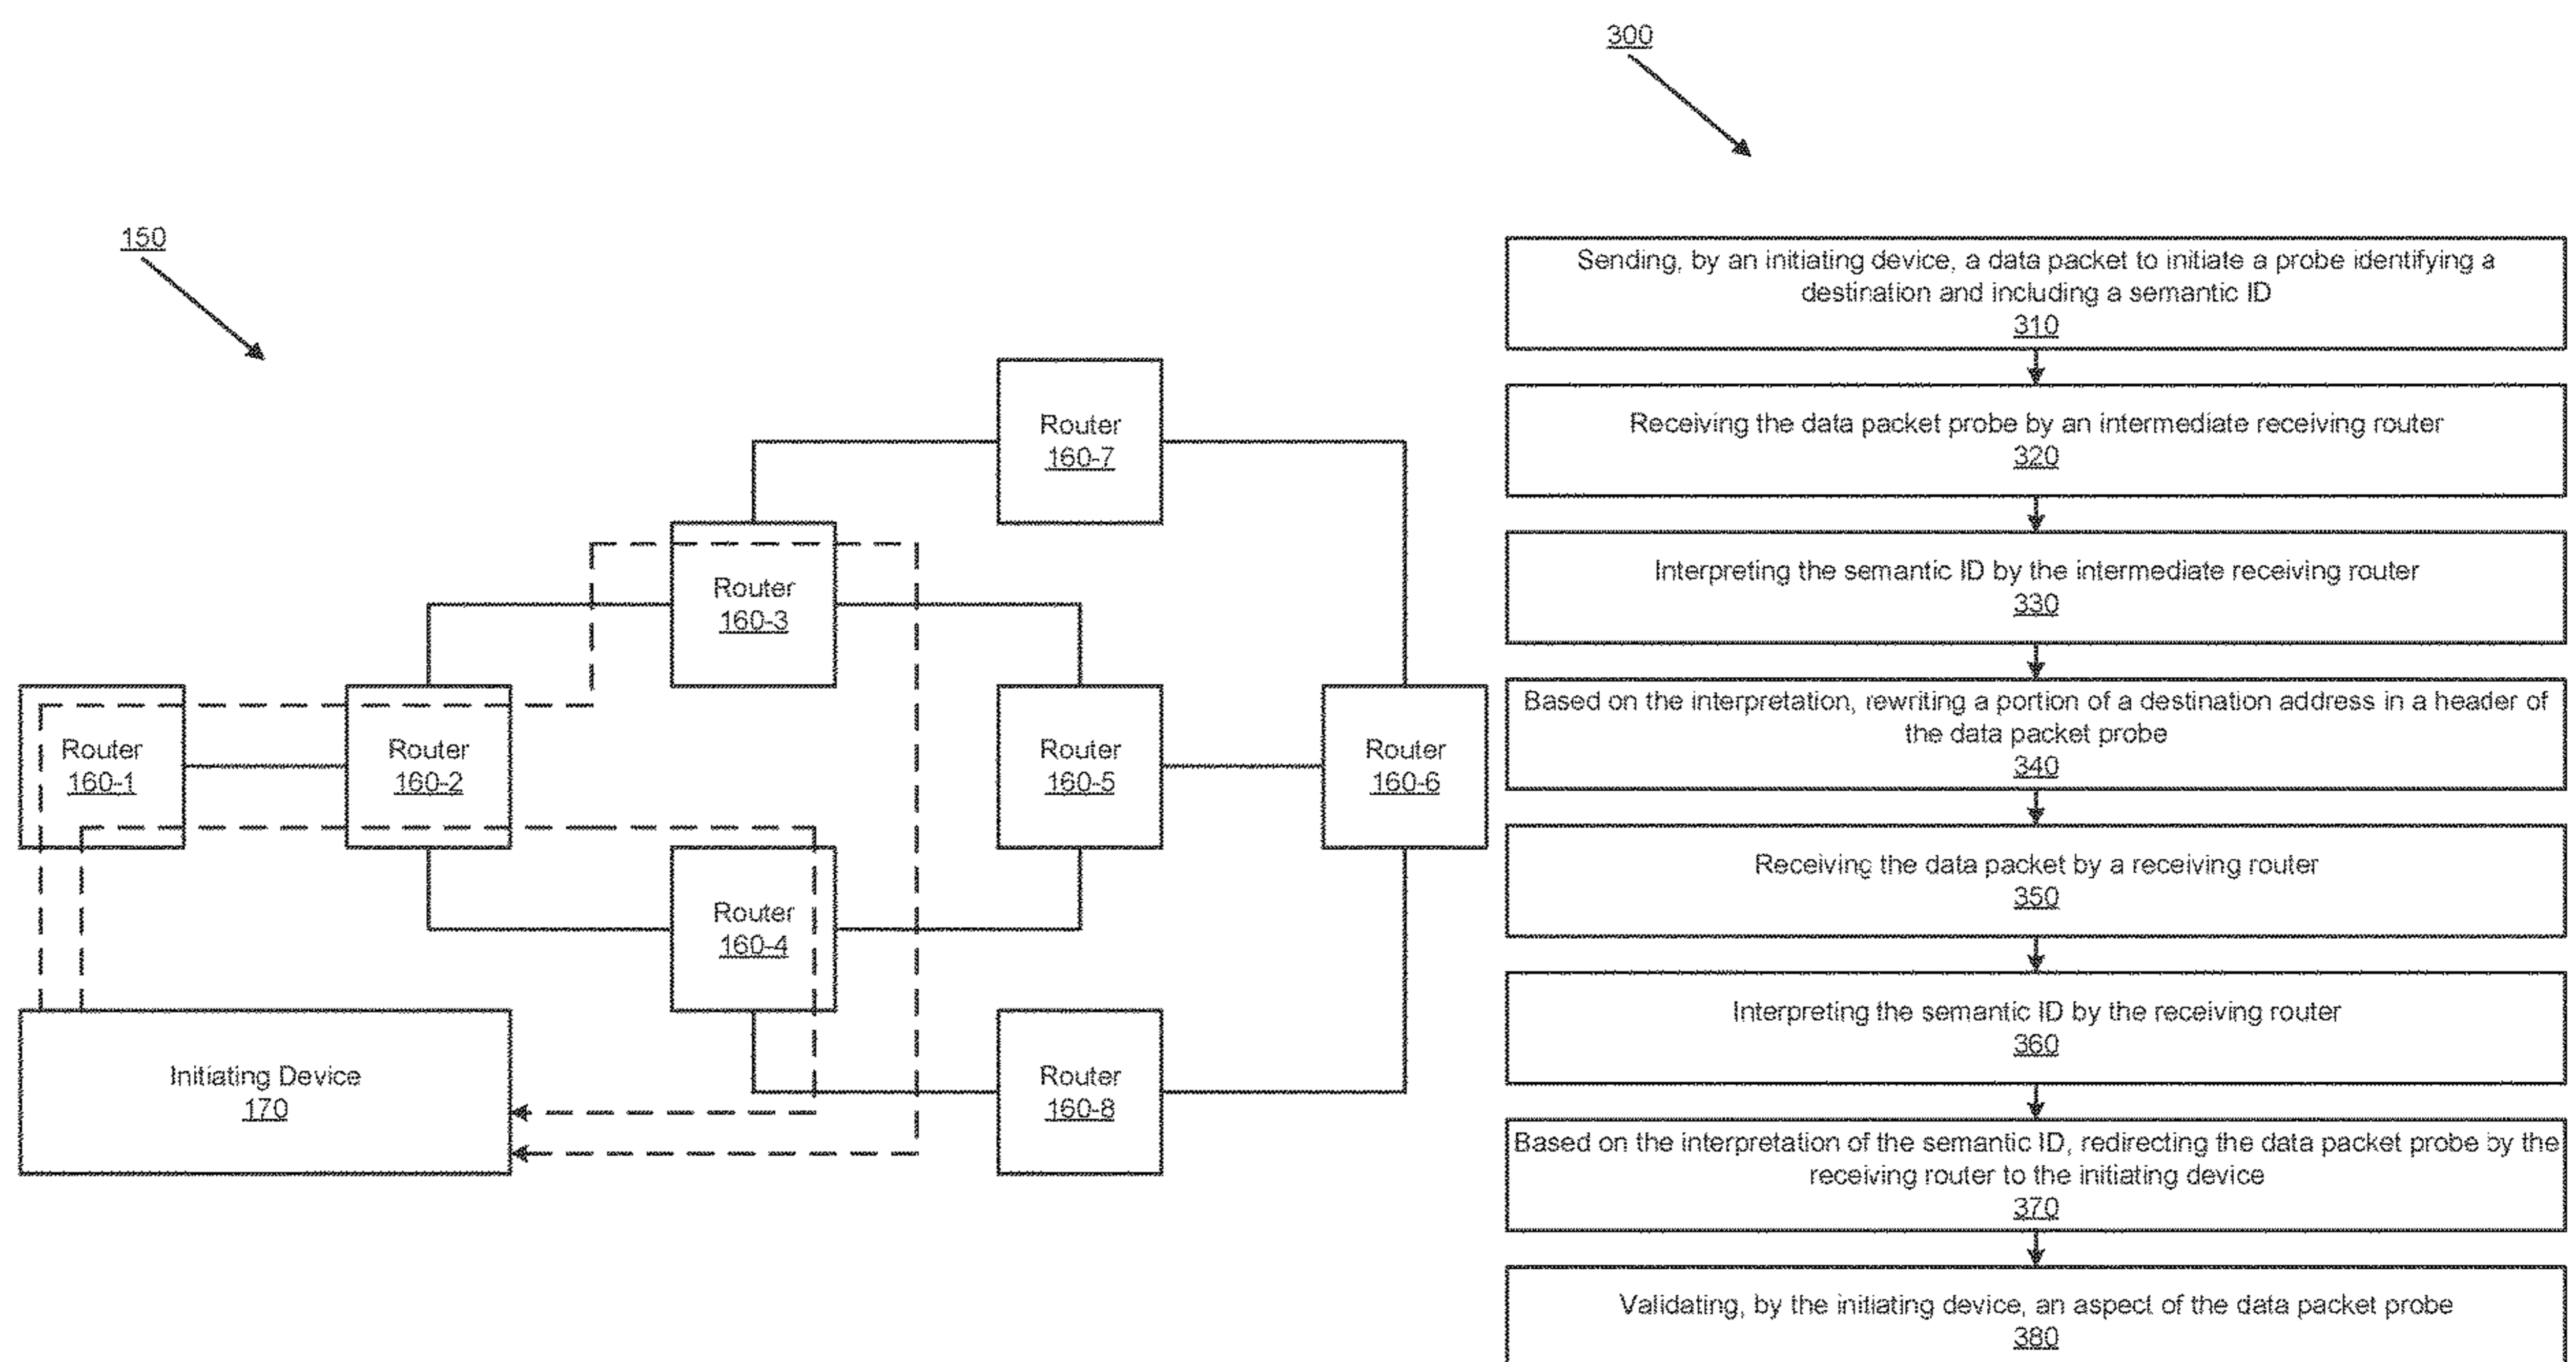 150
Router
160-7
Router
160-3
Router
160-1
Router
160-2
Router
160-5
Router
160-6
Router
160-4
Initiating Device
170
Router
160-8
300
Sending, by an initiating device, a data packet to initiate a probe identifying a
destination and including a semantic ID
310
Receiving the data packet probe by an intermediate receiving router
320
Interpreting the semantic ID by the intermediate receiving router
330
Based on the interpretation, rewriting a portion of a destination address in a header of
the data packet probe
340
Receiving the data packet by a receiving router
350
Interpreting the semantic ID by the receiving router
360
Based on the interpretation of the semantic ID, redirecting the data packet probe by the
receiving router to the initiating device
370
Validating, by the initiating device, an aspect of the data packet probe
380